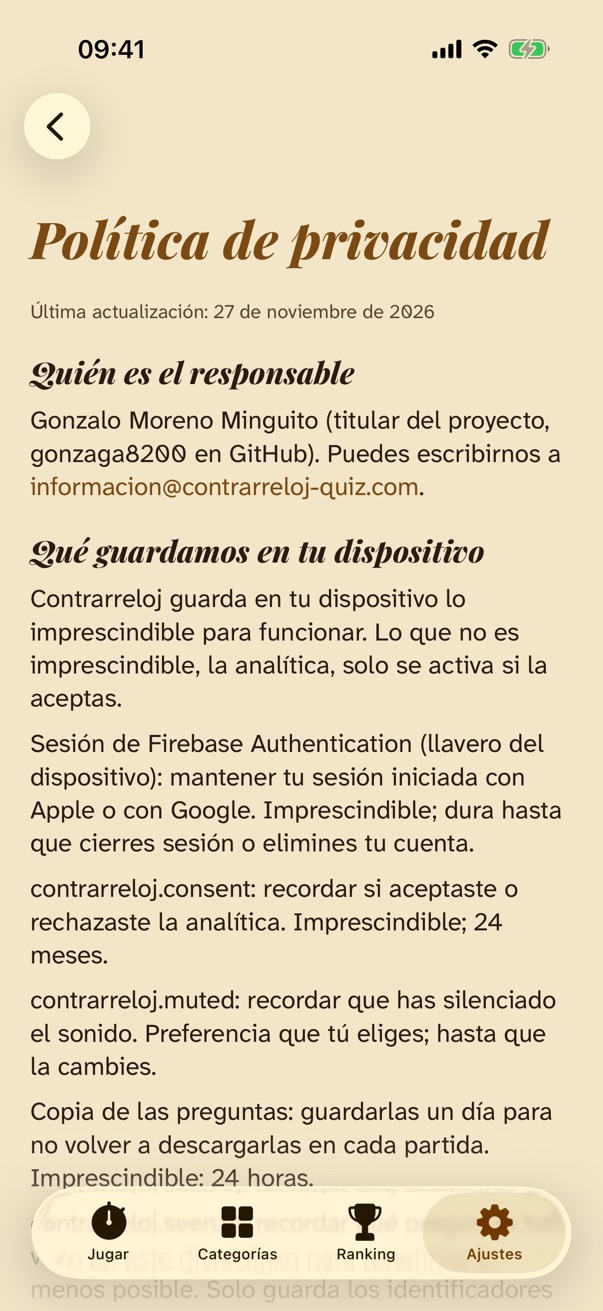 09:41
Política de privacidad
Última actualización: 27 de noviembre de 2026
Quién es el responsable
Gonzalo Moreno Minguito (titular del proyecto,
gonzaga8200 en GitHub). Puedes escribirnos a
informacion@contrarreloj-quiz.com.
Qué guardamos en tu dispositivo
Contrarreloj guarda en tu dispositivo lo
imprescindible para funcionar. Lo que no es
imprescindible, la analítica, solo se activa si la
aceptas.
Sesión de Firebase Authentication (llavero del
dispositivo): mantener tu sesión iniciada con
Apple o con Google. Imprescindible; dura hasta
que cierres sesión o elimines tu cuenta.
contrarreloj.consent: recordar si aceptaste o
rechazaste la analítica. Imprescindible; 24
meses.
contrarreloj.muted: recordar que has silenciado
el sonido. Preferencia que tú eliges; hasta que
la cambies.
Copia de las preguntas: guardarlas un día para
no volver a descargarlas en cada partida.
Imprescindible; 24 horas.
Jugar
Categorías
Ranking
Ajustes
menos posible. Solo guarda los identificadores